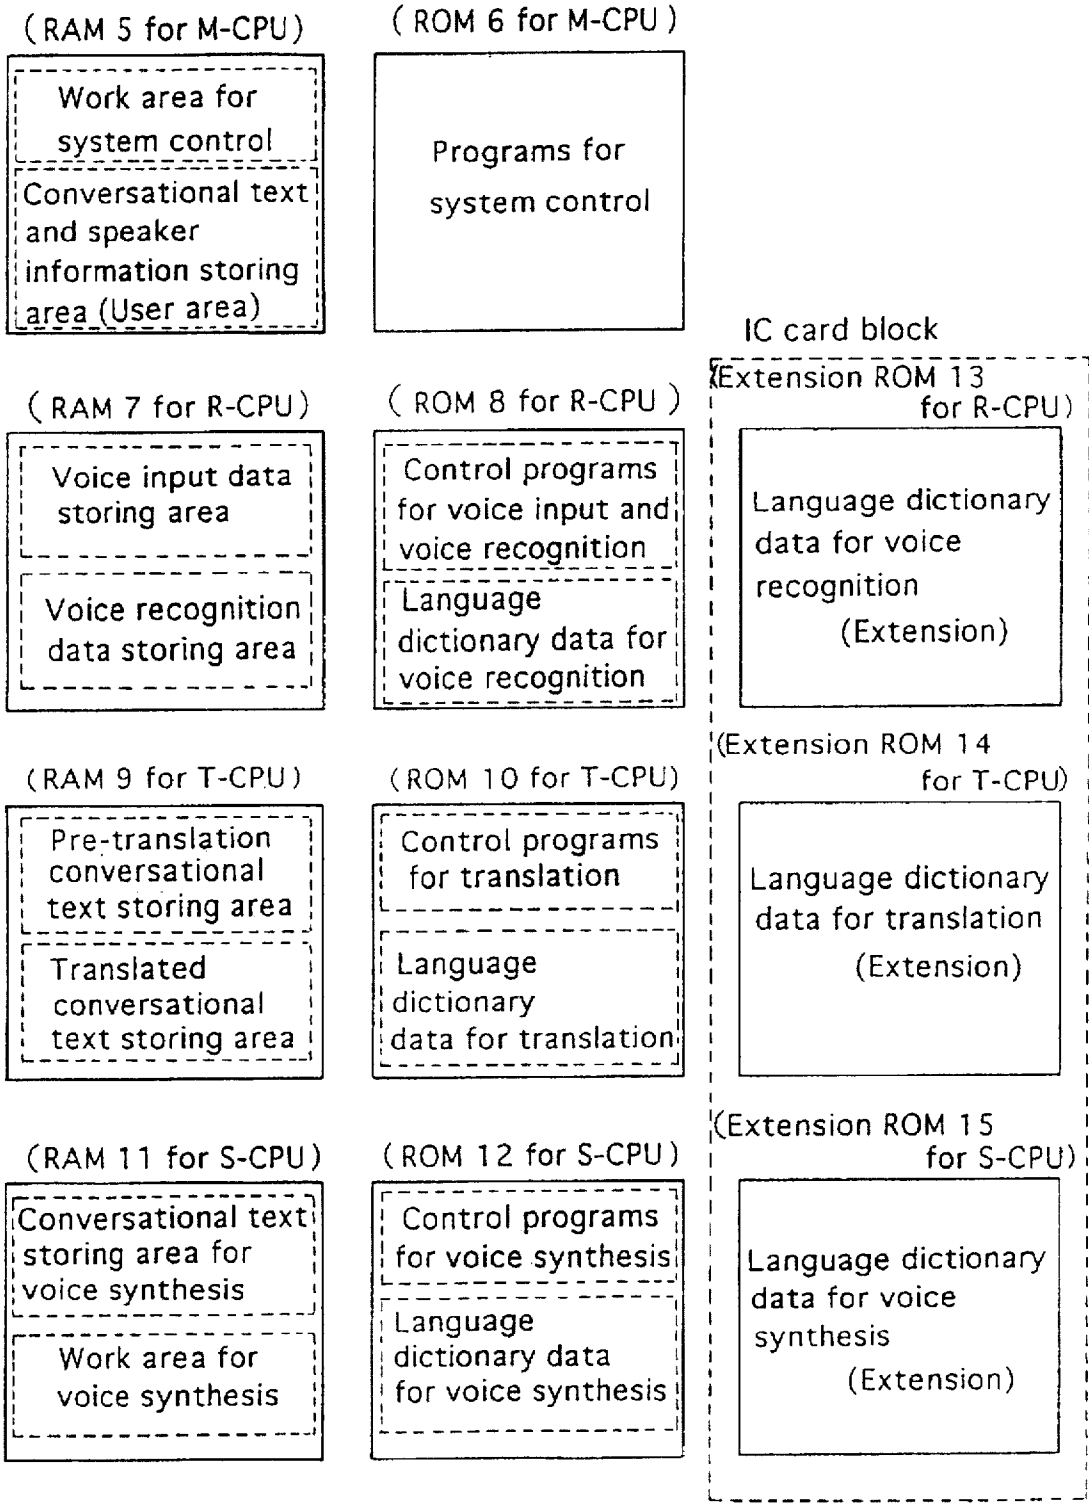 (RAM 5 for M-CPU)
Work area for
system control
Conversational text
and speaker
information storing
area (User area)
(ROM 6 for M-CPU)
Programs for
system control
IC card block
(RAM 7 for R-CPU)
Voice input data
storing area
Voice recognition
data storing area
(ROM 8 for R-CPU)
Control programs
for voice input and
voice recognition
Language
dictionary data for
voice recognition
(Extension ROM 13
for R-CPU)
Language dictionary
data for voice
recognition
(Extension)
(RAM 9 for T-CPU)
Pre-translation
conversational
text storing area
Translated
conversational
text storing area
(ROM 10 for T-CPU)
Control programs
for translation
Language
dictionary
data for translation
(Extension ROM 14
for T-CPU)
Language dictionary
data for translation
(Extension)
(RAM 11 for S-CPU)
Conversational text
storing area for
voice synthesis
Work area for
voice synthesis
(ROM 12 for S-CPU)
Control programs
for voice synthesis
Language
dictionary data
for voice synthesis
(Extension ROM 15
for S-CPU)
Language dictionary
data for voice
synthesis
(Extension)